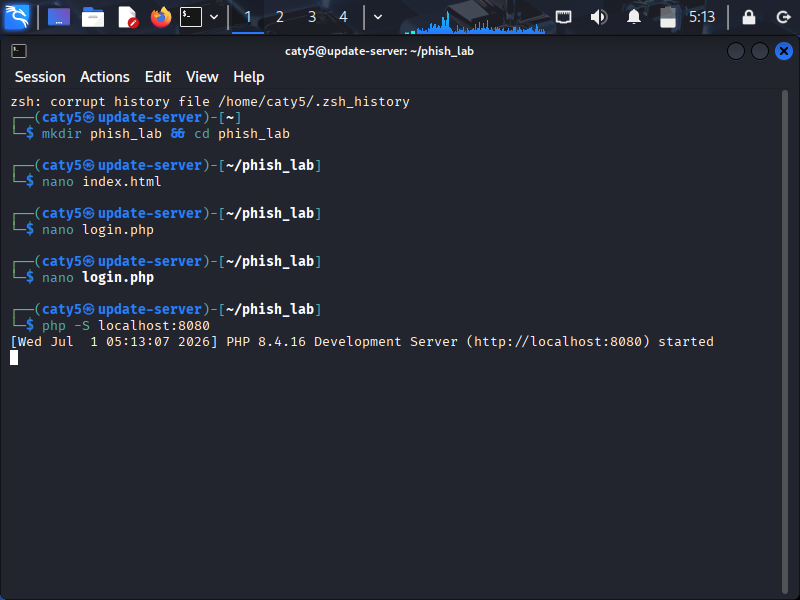 1 2 3 4 5:13
caty5@update-server: ~/phish_lab
Session Actions Edit View Help
zsh: corrupt history file /home/caty5/.zsh_history
┌──(caty5㉿update-server)-[~]
└─$ mkdir phish_lab && cd phish_lab
┌──(caty5㉿update-server)-[~/phish_lab]
└─$ nano index.html
┌──(caty5㉿update-server)-[~/phish_lab]
└─$ nano login.php
┌──(caty5㉿update-server)-[~/phish_lab]
└─$ nano login.php
┌──(caty5㉿update-server)-[~/phish_lab]
└─$ php -S localhost:8080
[Wed Jul  1 05:13:07 2026] PHP 8.4.16 Development Server (http://localhost:8080) started